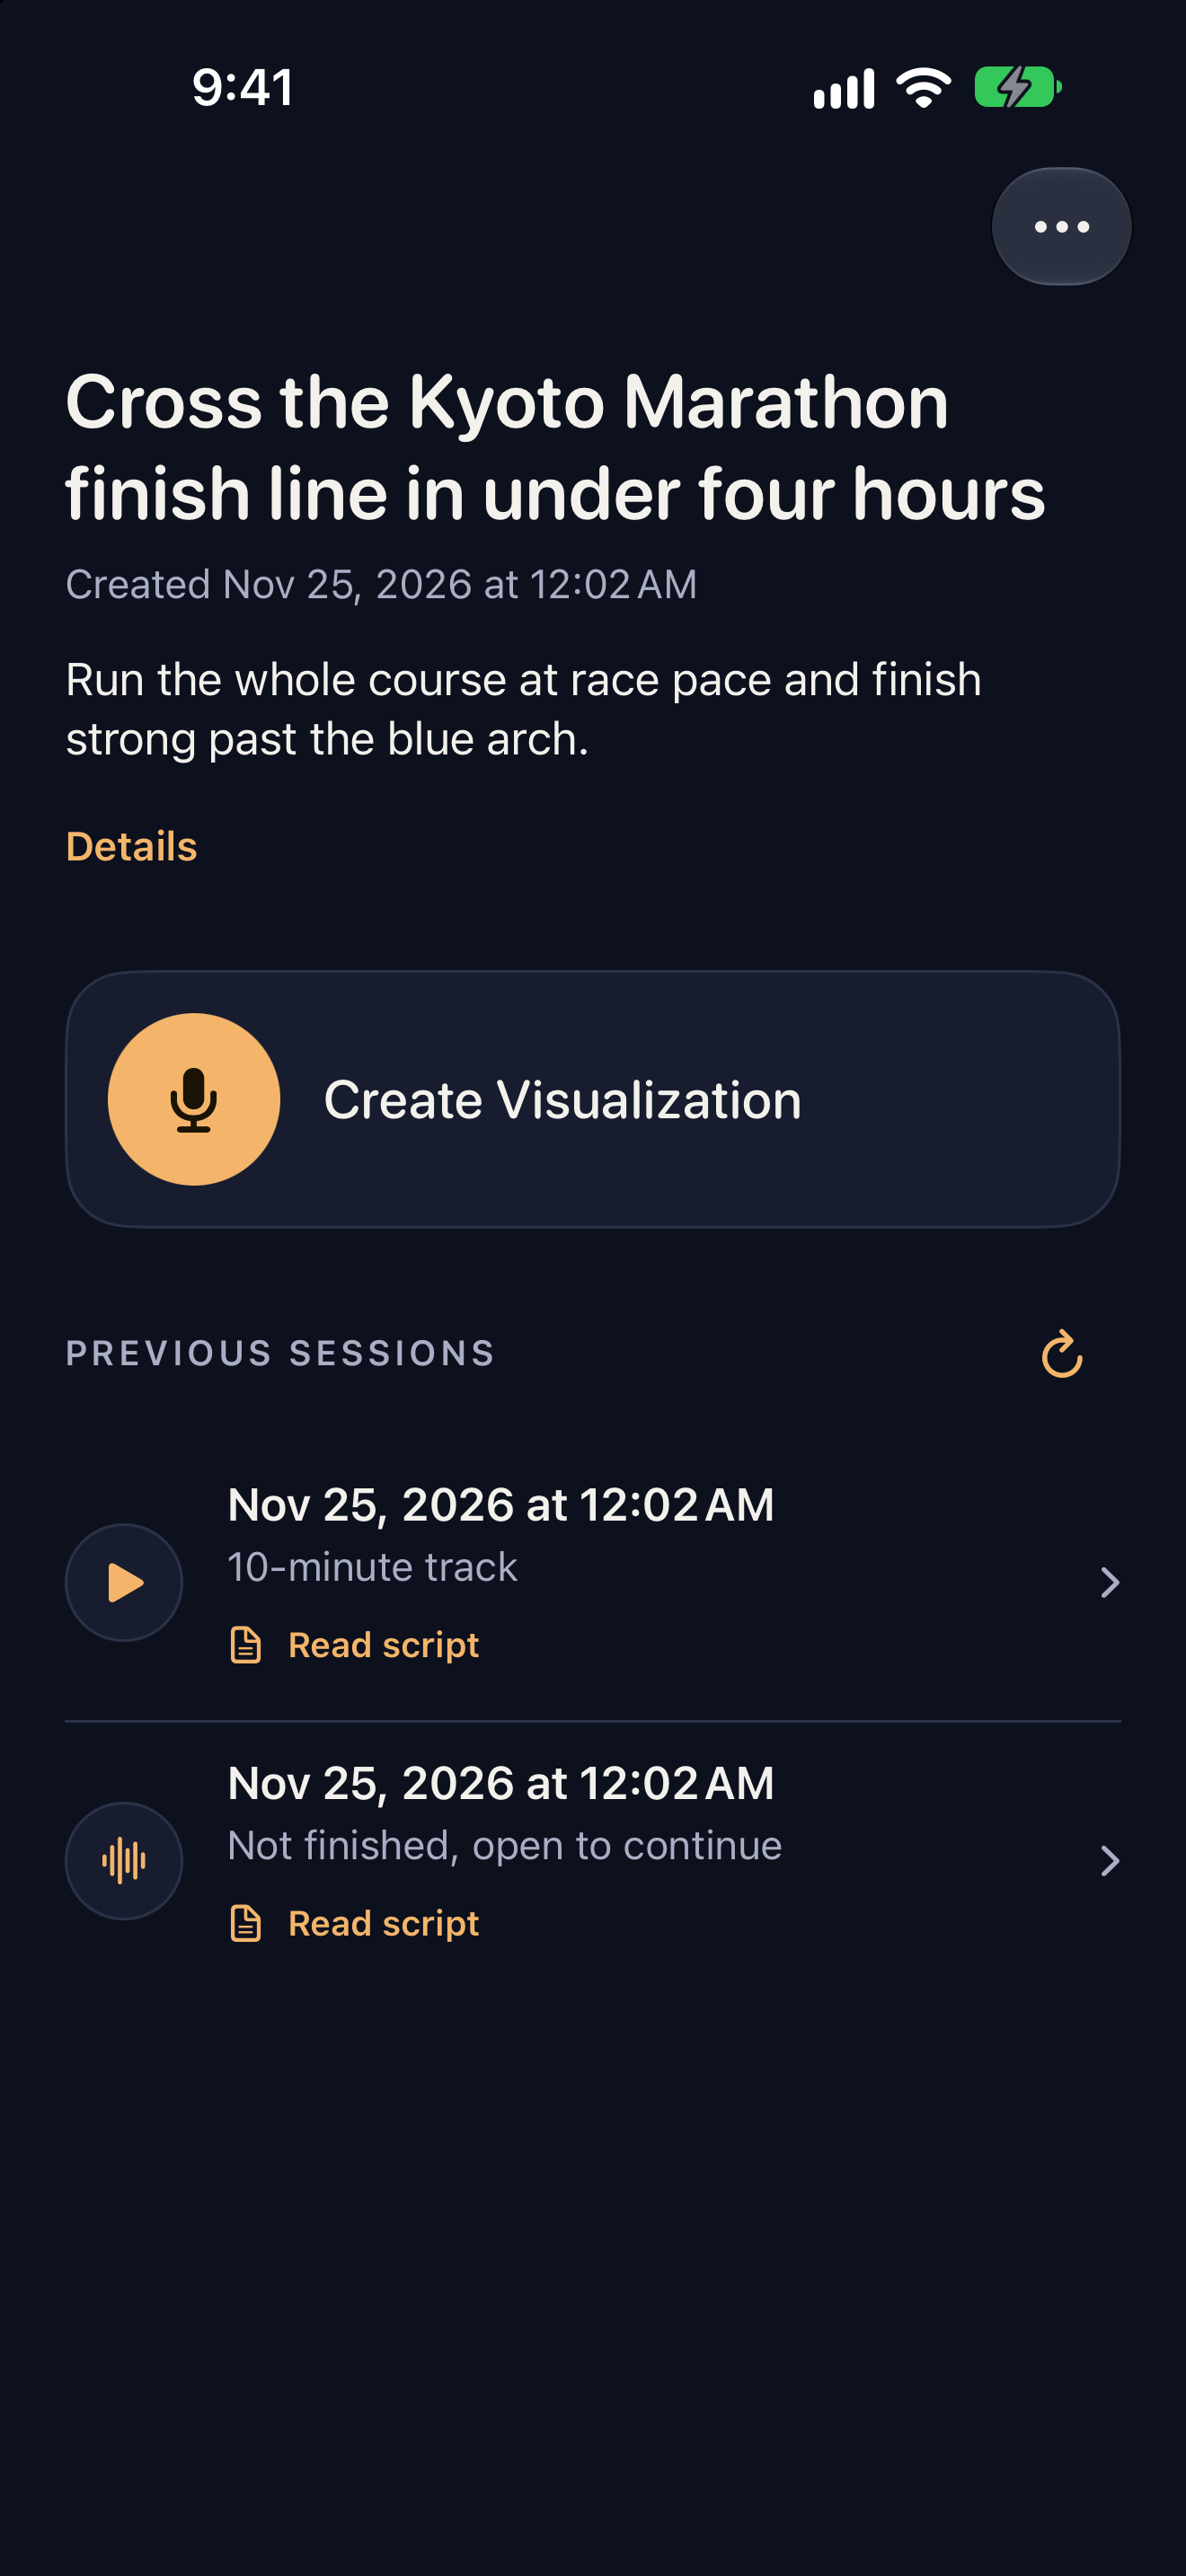 9:41
Cross the Kyoto Marathon
finish line in under four hours
Created Nov 25, 2026 at 12:02 AM
Run the whole course at race pace and finish
strong past the blue arch.
Details
Create Visualization
PREVIOUS SESSIONS
Nov 25, 2026 at 12:02 AM
10-minute track
Read script
Nov 25, 2026 at 12:02 AM
Not finished, open to continue
Read script